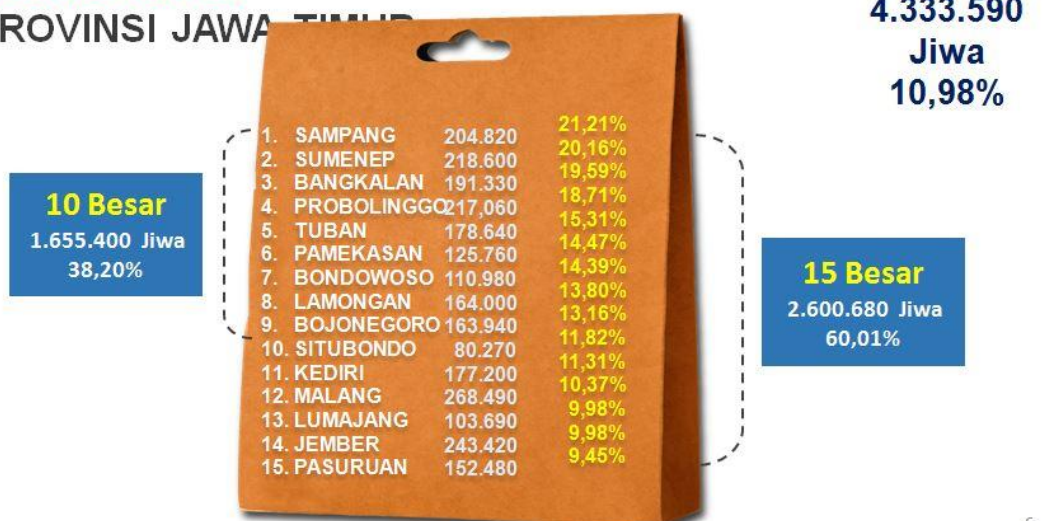 ROVINSI JAWA TIMUR
4.333.590
Jiwa
10,98%
10 Besar
1.655.400 Jiwa
38,20%
1. SAMPANG 204.820 21,21%
2. SUMENEP 218.600 20,16%
3. BANGKALAN 191.330 19,59%
4. PROBOLINGGO 217,060 18,71%
5. TUBAN 178.640 15,31%
6. PAMEKASAN 125.760 14,47%
7. BONDOWOSO 110.980 14,39%
8. LAMONGAN 164.000 13,80%
9. BOJONEGORO 163.940 13,16%
10. SITUBONDO 80.270 11,82%
11. KEDIRI 177.200 11,31%
12. MALANG 268.490 10,37%
13. LUMAJANG 103.690 9,98%
14. JEMBER 243.420 9,98%
15. PASURUAN 152.480 9,45%
15 Besar
2.600.680 Jiwa
60,01%